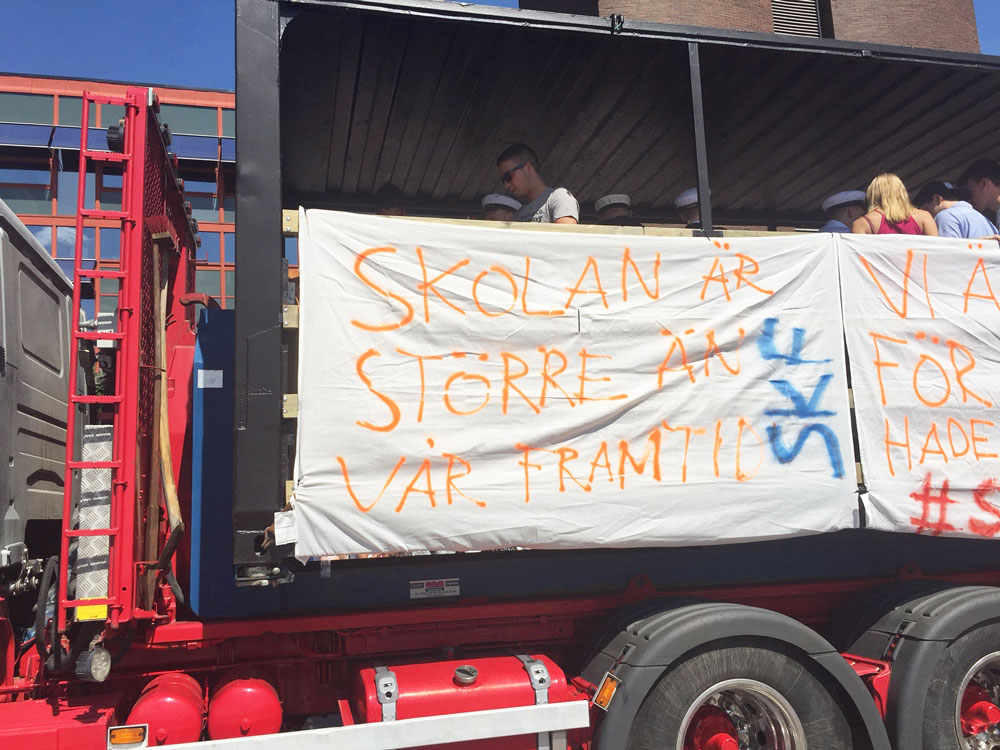 SKOLAN ÄR
STÖRRE ÄN
VÅR FRAMTID
SKF
VI Ä
FÖR
HADE
#S